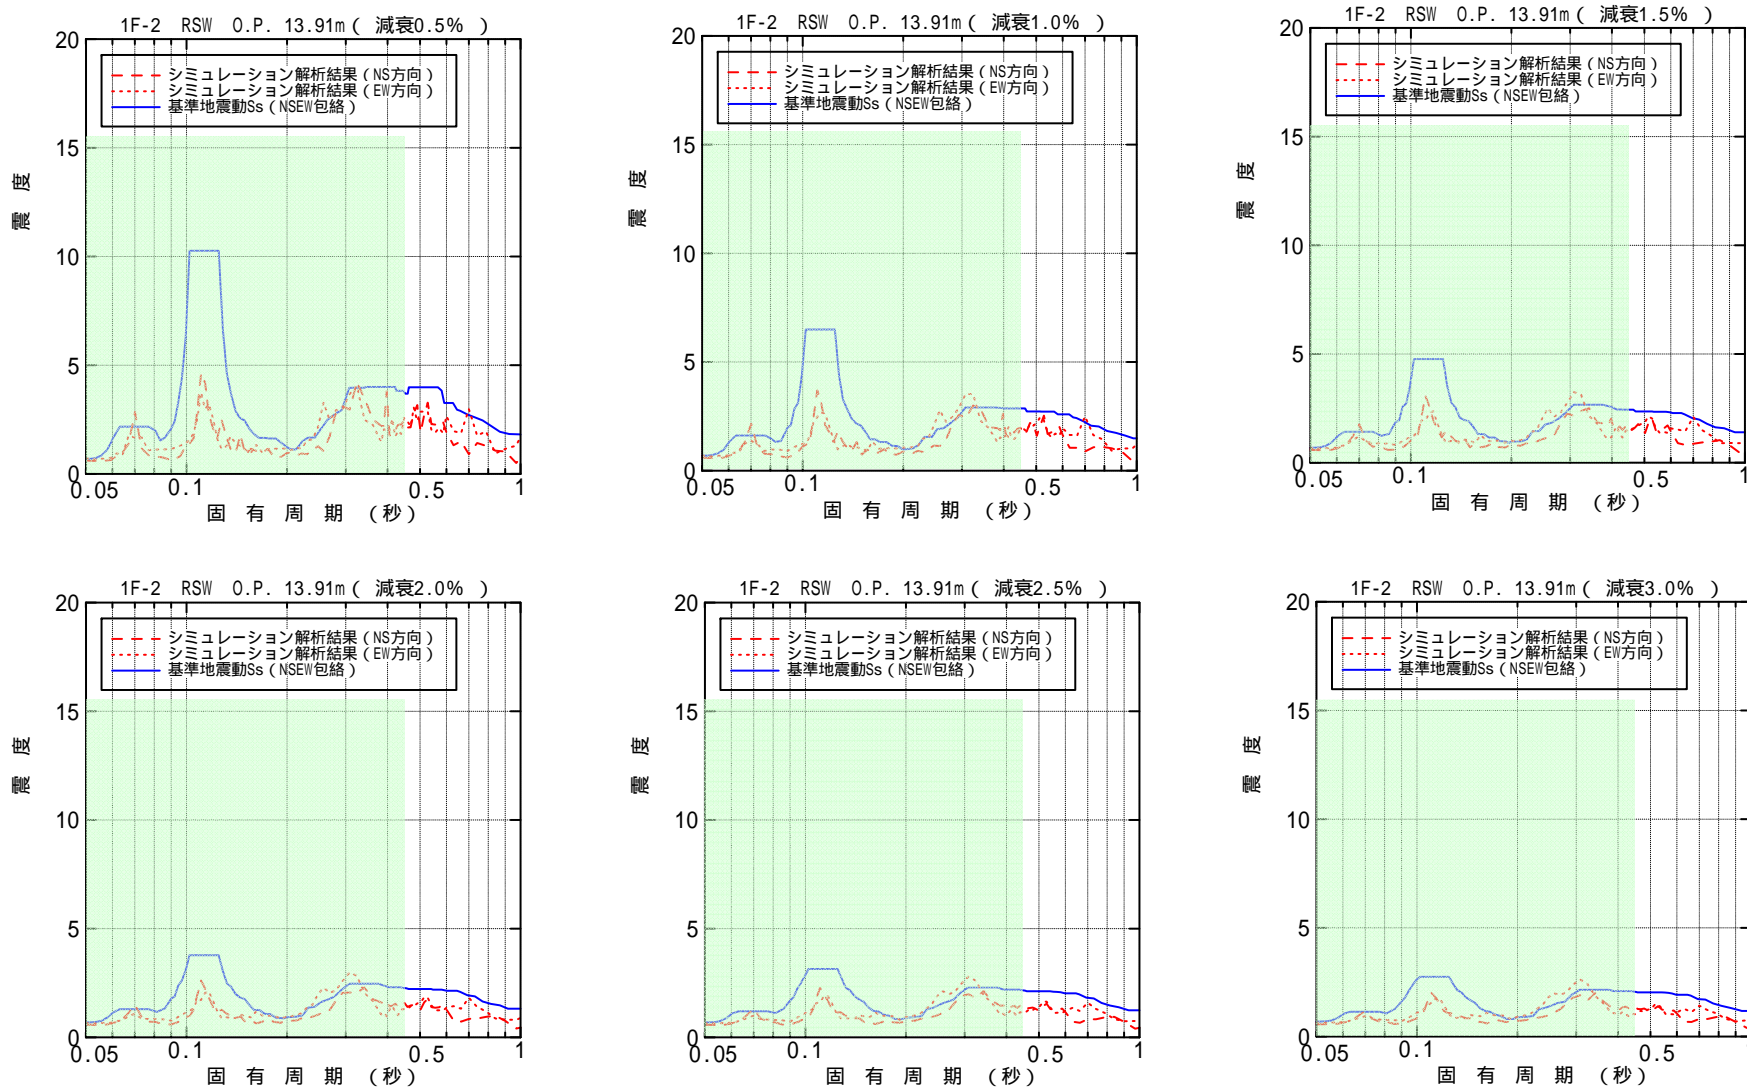 1F-2 RSW O.P. 13.91m( 減衰0.5% )
20
シミュレーション解析結果(NS方向)
シミュレーション解析結果(EW方向)
基準地震動Ss(NSEW包絡)
15
震度
10
5
0
0.05 0.1 0.5 1
固有周期(秒)
1F-2 RSW O.P. 13.91m( 減衰1.0% )
20
シミュレーション解析結果(NS方向)
シミュレーション解析結果(EW方向)
基準地震動Ss(NSEW包絡)
15
震度
10
5
0
0.05 0.1 0.5 1
固有周期(秒)
1F-2 RSW O.P. 13.91m( 減衰1.5% )
20
シミュレーション解析結果(NS方向)
シミュレーション解析結果(EW方向)
基準地震動Ss(NSEW包絡)
15
震度
10
5
0
0.05 0.1 0.5 1
固有周期(秒)
1F-2 RSW O.P. 13.91m( 減衰2.0% )
20
シミュレーション解析結果(NS方向)
シミュレーション解析結果(EW方向)
基準地震動Ss(NSEW包絡)
15
震度
10
5
0
0.05 0.1 0.5 1
固有周期(秒)
1F-2 RSW O.P. 13.91m( 減衰2.5% )
20
シミュレーション解析結果(NS方向)
シミュレーション解析結果(EW方向)
基準地震動Ss(NSEW包絡)
15
震度
10
5
0
0.05 0.1 0.5 1
固有周期(秒)
1F-2 RSW O.P. 13.91m( 減衰3.0% )
20
シミュレーション解析結果(NS方向)
シミュレーション解析結果(EW方向)
基準地震動Ss(NSEW包絡)
15
震度
10
5
0
0.05 0.1 0.5
固有周期(秒)